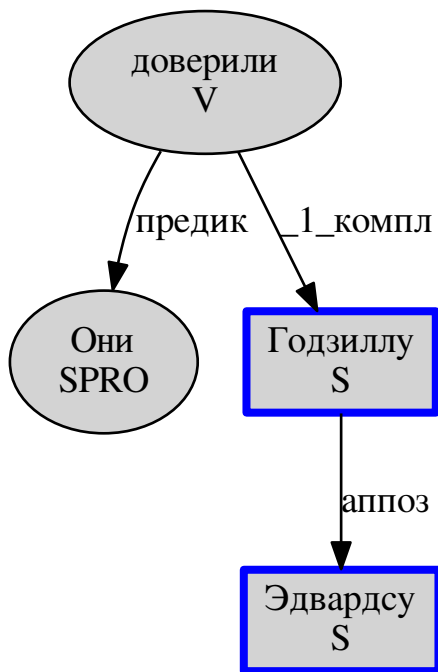 доверили
V
предик
_1_компл
Они
SPRO
Годзиллу
S
аппоз
Эдвардсу
S